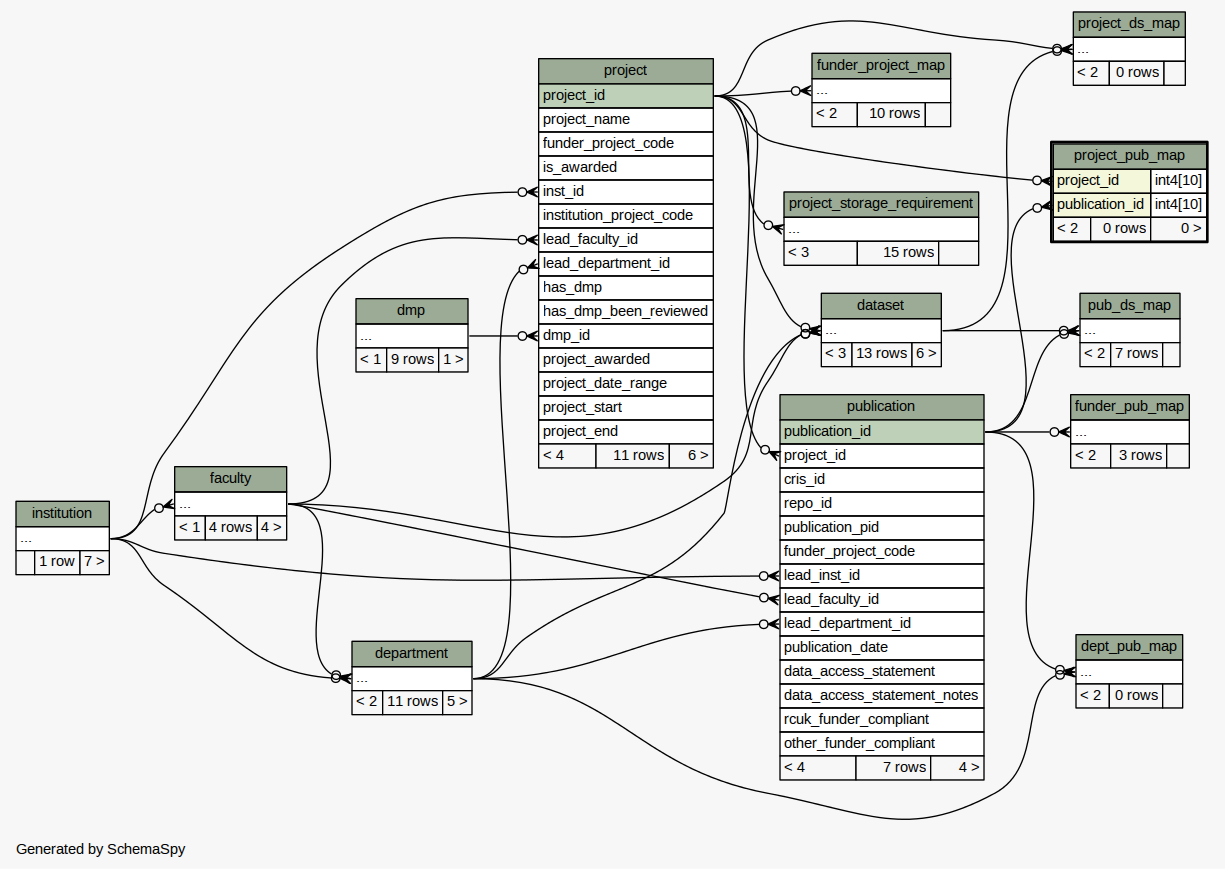 project_ds_map
...
< 2 0 rows
funder_project_map
...
< 2 10 rows
project
project_id
project_name
funder_project_code
is_awarded
inst_id
institution_project_code
lead_faculty_id
lead_department_id
has_dmp
has_dmp_been_reviewed
dmp_id
project_awarded
project_date_range
project_start
project_end
< 4 11 rows 6 >
project_pub_map
project_id int4[10]
publication_id int4[10]
< 2 0 rows 0 >
project_storage_requirement
...
< 3 15 rows
dmp
...
< 1 9 rows 1 >
dataset
...
< 3 13 rows 6 >
pub_ds_map
...
< 2 7 rows
publication
publication_id
project_id
cris_id
repo_id
publication_pid
funder_project_code
lead_inst_id
lead_faculty_id
lead_department_id
publication_date
data_access_statement
data_access_statement_notes
rcuk_funder_compliant
other_funder_compliant
< 4 7 rows 4 >
funder_pub_map
...
< 2 3 rows
faculty
...
< 1 4 rows 4 >
institution
...
1 row 7 >
department
...
< 2 11 rows 5 >
dept_pub_map
...
< 2 0 rows
Generated by SchemaSpy